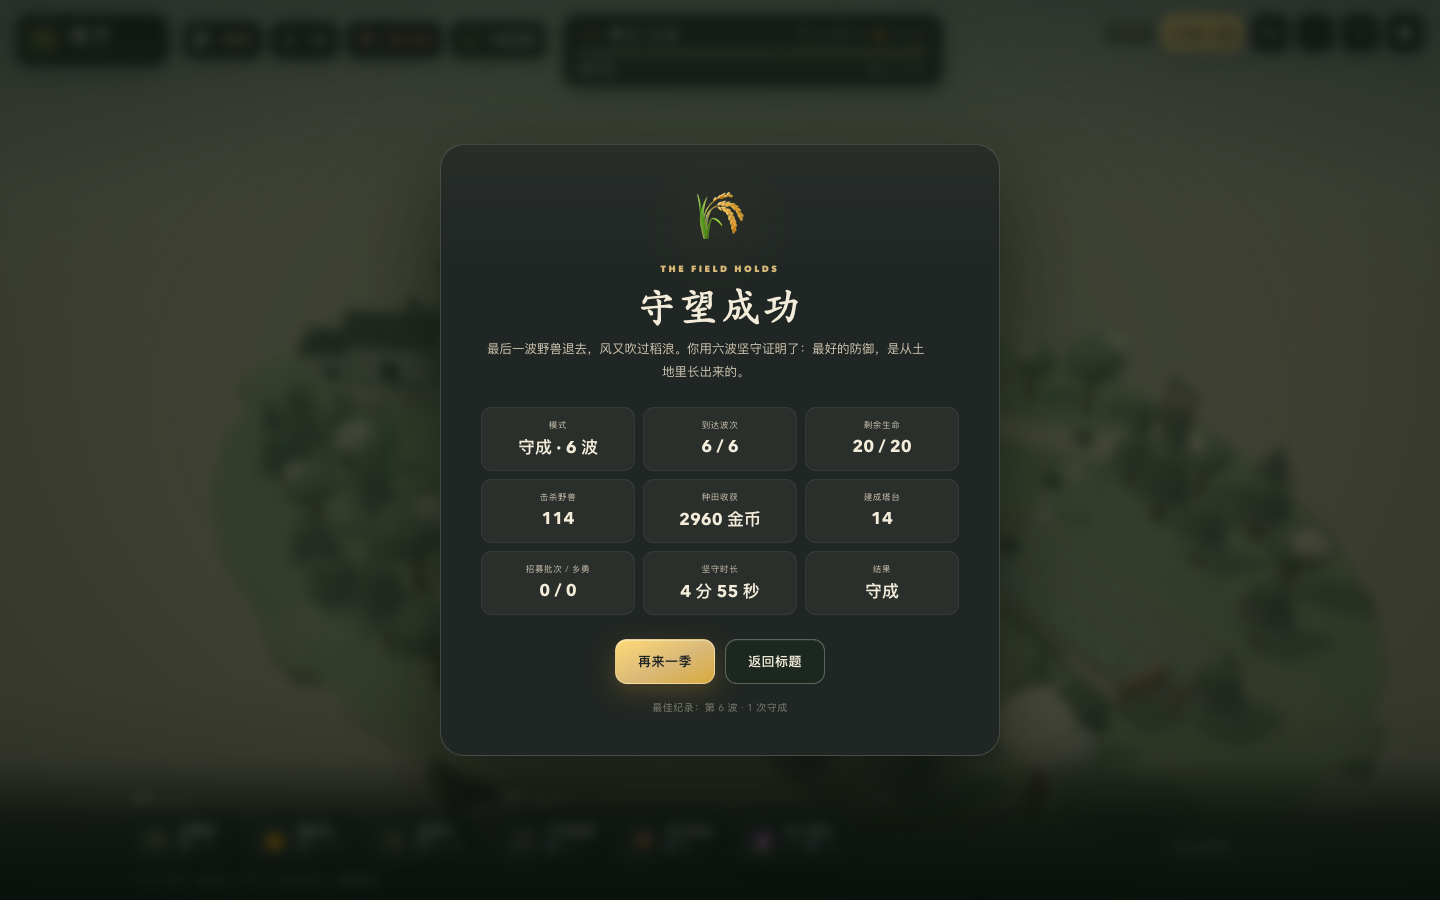 THE FIELD HOLDS
守望成功
最后一波野兽退去，风又吹过稻浪。你用六波坚守证明了：最好的防御，是从土
地里长出来的。
模式
守成 · 6 波
到达波次
6 / 6
剩余生命
20 / 20
击杀野兽
114
种田收获
2960 金币
建成塔台
14
招募批次 / 乡勇
0 / 0
坚守时长
4 分 55 秒
结果
守成
再来一季
返回标题
最佳纪录：第 6 波 · 1 次守成